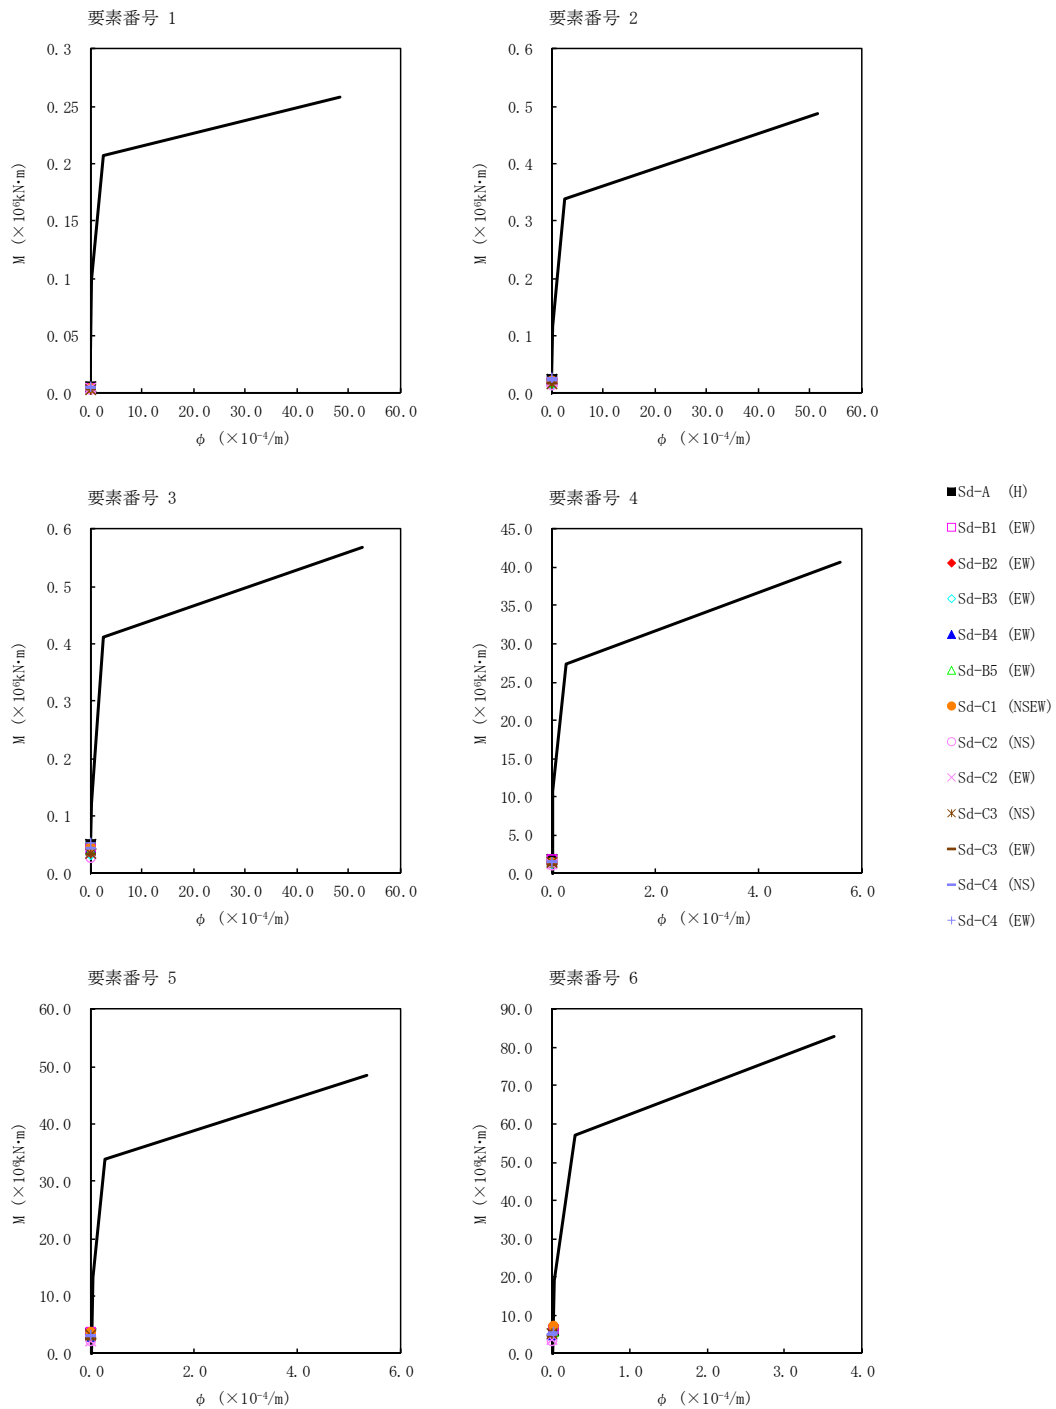 要素番号 1
要素番号 2
0.3
0.25
0.2
0.15
0.1
0.05
0.0
M (×10⁶kN・m)
0.0 10.0 20.0 30.0 40.0 50.0 60.0
φ (×10⁻⁴/m)
0.6
0.5
0.4
0.3
0.2
0.1
0.0
M (×10⁶kN・m)
0.0 10.0 20.0 30.0 40.0 50.0 60.0
φ (×10⁻⁴/m)
要素番号 3
要素番号 4
0.6
0.5
0.4
0.3
0.2
0.1
0.0
M (×10⁶kN・m)
0.0 10.0 20.0 30.0 40.0 50.0 60.0
φ (×10⁻⁴/m)
45.0
40.0
35.0
30.0
25.0
20.0
15.0
10.0
5.0
0.0
M (×10⁶kN・m)
0.0 2.0 4.0 6.0
φ (×10⁻⁴/m)
Sd-A (H)
Sd-B1 (EW)
Sd-B2 (EW)
Sd-B3 (EW)
Sd-B4 (EW)
Sd-B5 (EW)
Sd-C1 (NSEW)
Sd-C2 (NS)
Sd-C2 (EW)
Sd-C3 (NS)
Sd-C3 (EW)
Sd-C4 (NS)
Sd-C4 (EW)
要素番号 5
要素番号 6
60.0
50.0
40.0
30.0
20.0
10.0
0.0
M (×10⁶kN・m)
0.0 2.0 4.0 6.0
φ (×10⁻⁴/m)
90.0
80.0
70.0
60.0
50.0
40.0
30.0
20.0
10.0
0.0
M (×10⁶kN・m)
0.0 1.0 2.0 3.0 4.0
φ (×10⁻⁴/m)